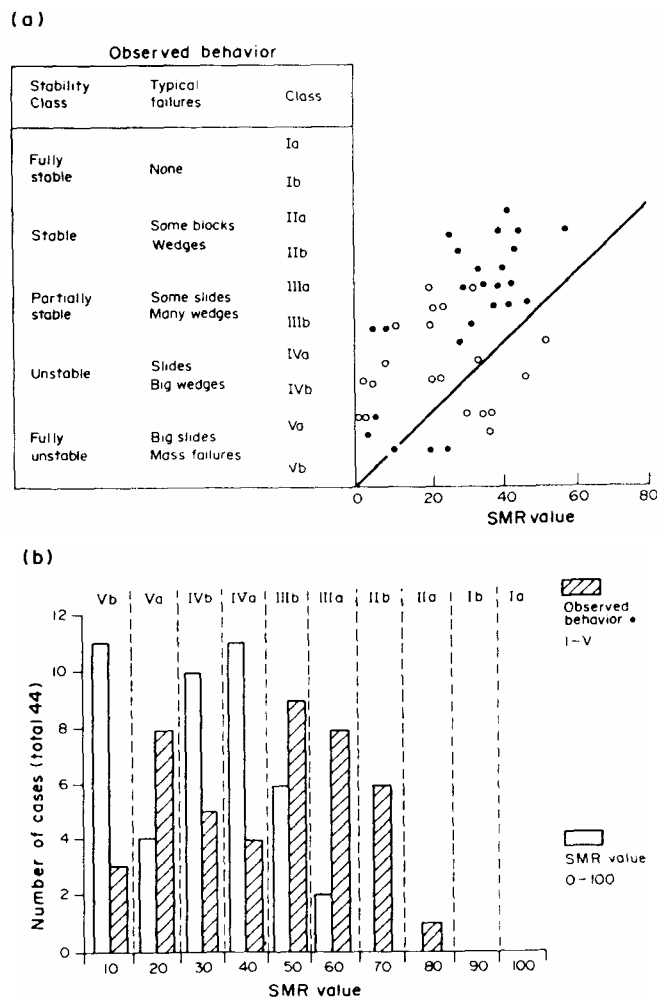 (a)
Observed behavior
Stability Class
Typical failures
Class
Fully stable
None
Ia
Ib
Stable
Some blocks
Wedges
IIa
IIb
Partially stable
Some slides
Many wedges
IIIa
IIIb
Unstable
Slides
Big wedges
IVa
IVb
Fully unstable
Big slides
Mass failures
Va
Vb
0 20 40 60 80
SMR value
(b)
Vb Va IVb IVa IIIb IIIa IIb IIa Ib Ia
12
10
8
6
4
2
0
Number of cases (total 44)
10 20 30 40 50 60 70 80 90 100
SMR value
Observed
behavior •
I-V
SMR value
0-100